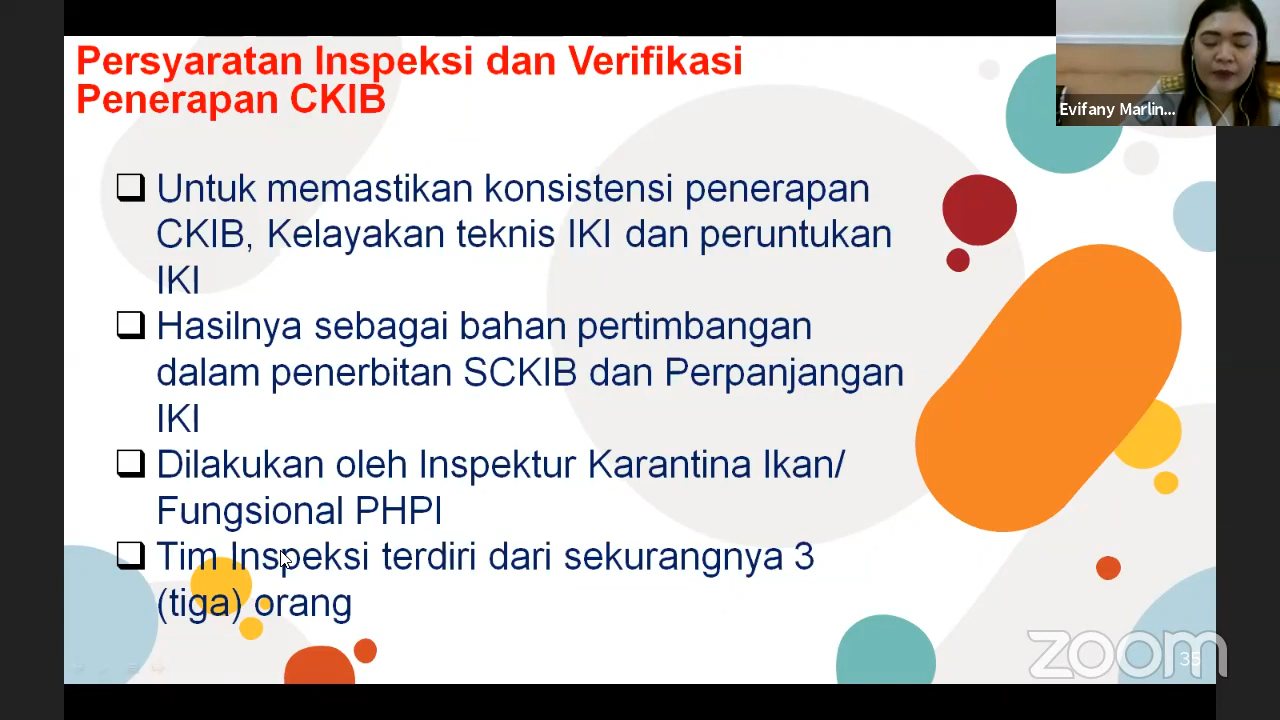 Persyaratan Inspeksi dan Verifikasi
Penerapan CKIB
Evifany Marlin...
❑ Untuk memastikan konsistensi penerapan
CKIB, Kelayakan teknis IKI dan peruntukan
IKI
❑ Hasilnya sebagai bahan pertimbangan
dalam penerbitan SCKIB dan Perpanjangan
IKI
❑ Dilakukan oleh Inspektur Karantina Ikan/
Fungsional PHPI
❑ Tim Inspeksi terdiri dari sekurangnya 3
(tiga) orang
zoom
35